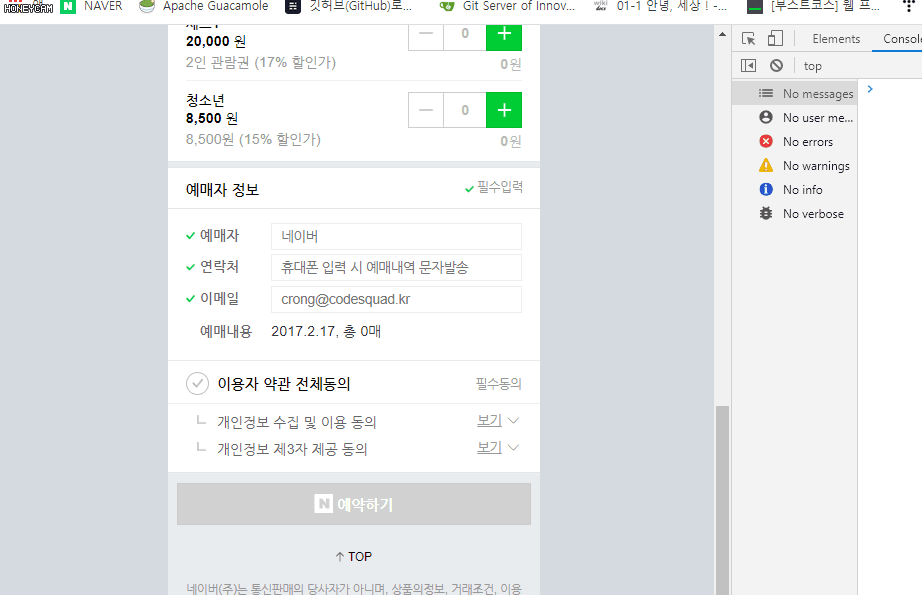 HONEYCAM
N NAVER
Apache Guacamole
깃허브(GitHub)로...
Git Server of Innov...
wiki 01-1 안녕, 세상 ! -...
[부스트코스] 웹 프...
Elements
Consol
top
No messages
No user me...
No errors
No warnings
No info
No verbose
20,000 원
2인 관람권 (17% 할인가)
0
0원
청소년
8,500 원
8,500원 (15% 할인가)
0
0원
예매자 정보
필수입력
예매자
네이버
연락처
휴대폰 입력 시 예매내역 문자발송
이메일
crong@codesquad.kr
예매내용
2017.2.17, 총 0매
이용자 약관 전체동의
필수동의
개인정보 수집 및 이용 동의
보기
개인정보 제3자 제공 동의
보기
N 예약하기
TOP
네이버(주)는 통신판매의 당사자가 아니며, 상품의정보, 거래조건, 이용